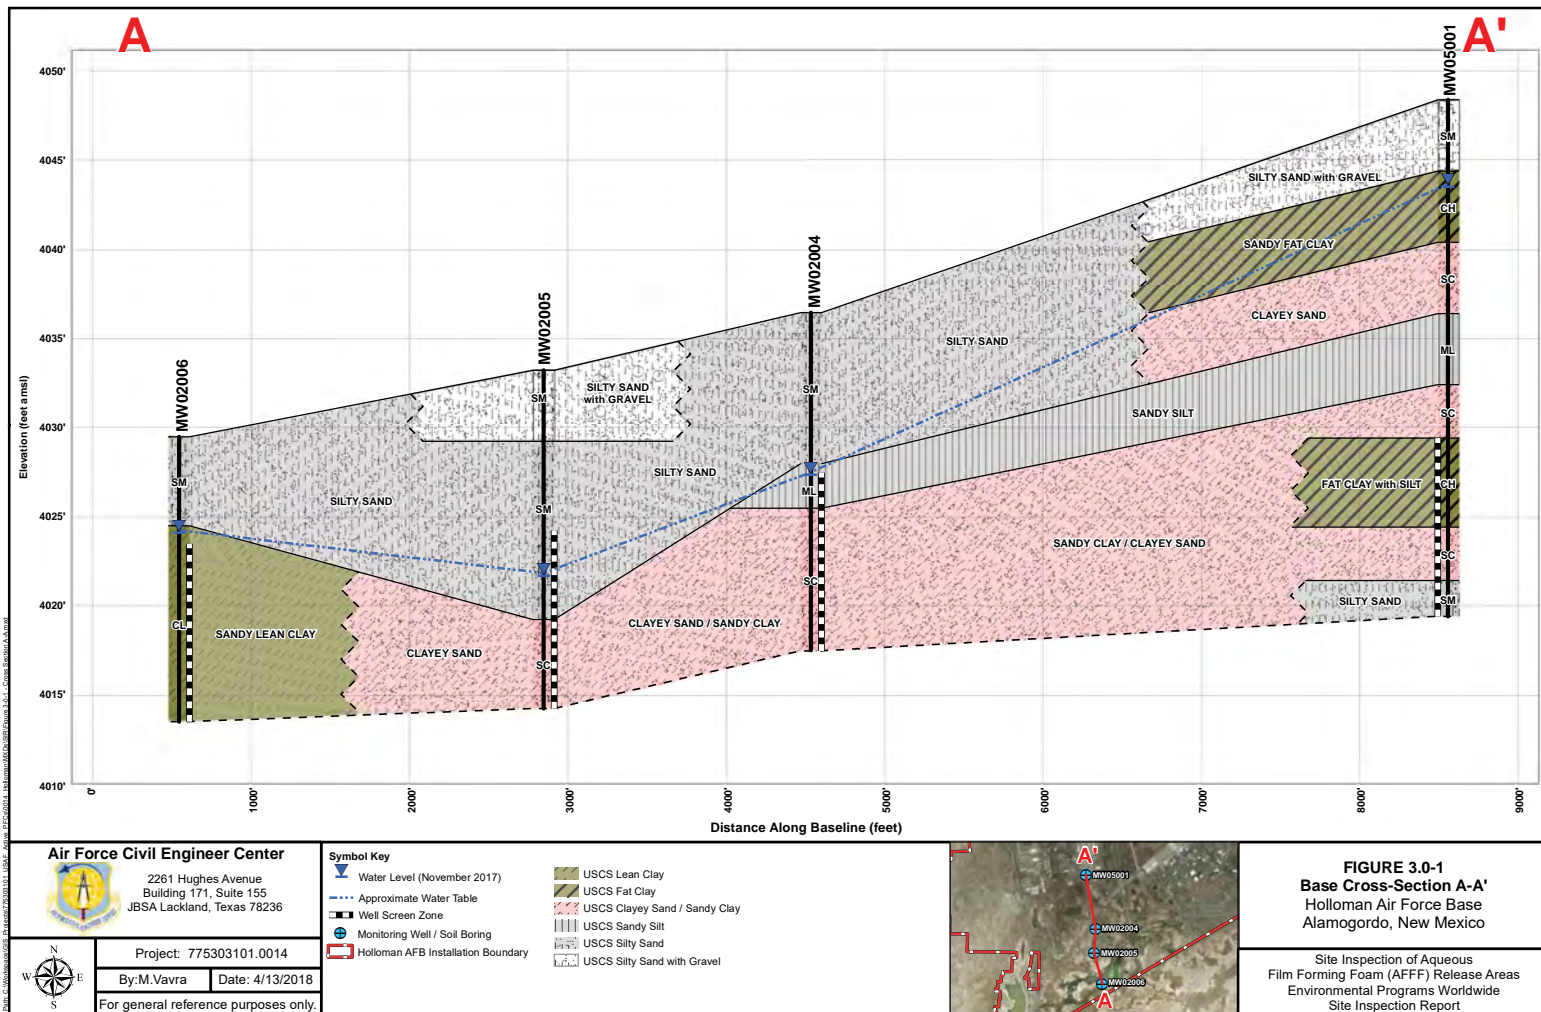 A
A'
MW05001
4050'
4045'
4040'
4035'
4030'
4025'
4020'
4015'
4010'
Elevation (feet amsl)
MW02006
MW02005
MW02004
SM
SILTY SAND with GRAVEL
CH
SANDY FAT CLAY
SC
CLAYEY SAND
SILTY SAND
ML
SM
SILTY SAND
with GRAVEL
SM
SANDY SILT
SC
SILTY SAND
SM
SILTY SAND
ML
FAT CLAY with SILT
CH
SM
SANDY CLAY / CLAYEY SAND
SC
SC
SILTY SAND
SM
CL
SANDY LEAN CLAY
CLAYEY SAND / SANDY CLAY
CLAYEY SAND
SC
0'
1000'
2000'
3000'
4000'
5000'
6000'
7000'
8000'
9000'
Distance Along Baseline (feet)
Air Force Civil Engineer Center
2261 Hughes Avenue
Building 171, Suite 155
JBSA Lackland, Texas 78236
N
W
E
S
Project: 775303101.0014
By:M.Vavra
Date: 4/13/2018
For general reference purposes only.
Symbol Key
Water Level (November 2017)
Approximate Water Table
Well Screen Zone
Monitoring Well / Soil Boring
Holloman AFB Installation Boundary
USCS Lean Clay
USCS Fat Clay
USCS Clayey Sand / Sandy Clay
USCS Sandy Silt
USCS Silty Sand
USCS Silty Sand with Gravel
A'
MW05001
MW02004
MW02005
MW02006
A
FIGURE 3.0-1
Base Cross-Section A-A'
Holloman Air Force Base
Alamogordo, New Mexico
Site Inspection of Aqueous
Film Forming Foam (AFFF) Release Areas
Environmental Programs Worldwide
Site Inspection Report